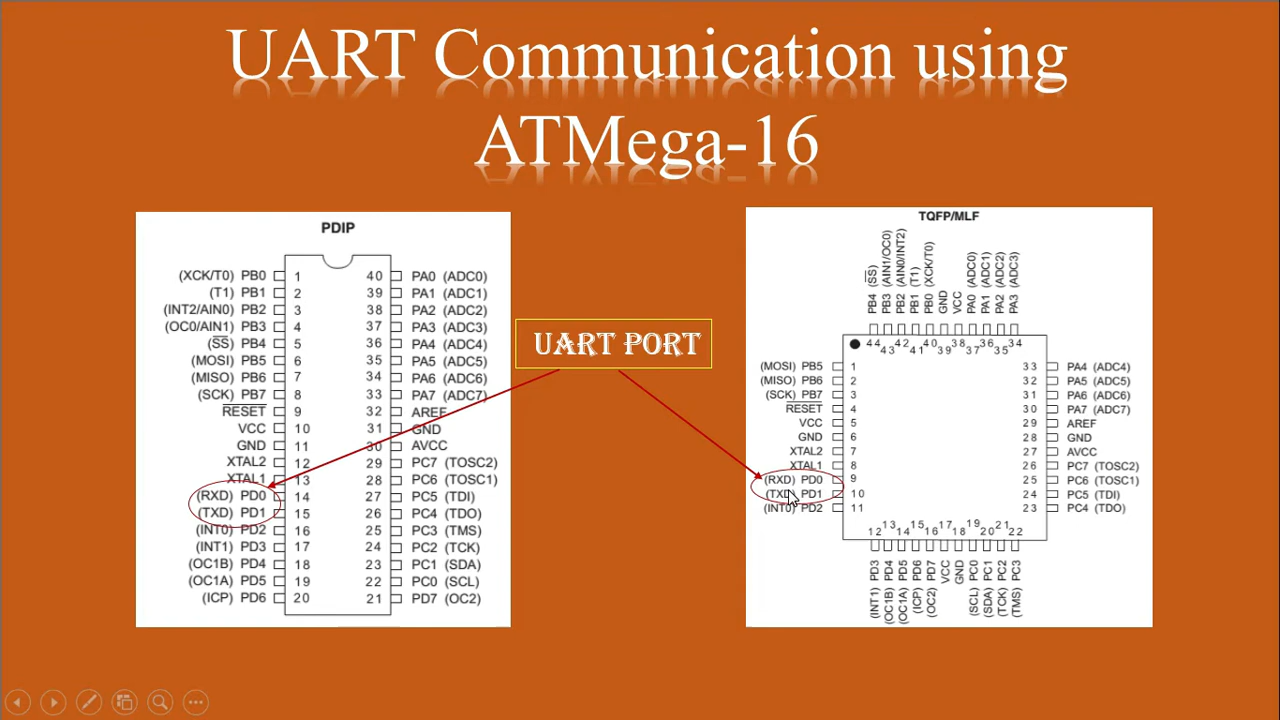 UART Communication using
ATMega-16
PDIP
(XCK/T0) PB0 1 40 PA0 (ADC0)
(T1) PB1 2 39 PA1 (ADC1)
(INT2/AIN0) PB2 3 38 PA2 (ADC2)
(OC0/AIN1) PB3 4 37 PA3 (ADC3)
(SS) PB4 5 36 PA4 (ADC4)
(MOSI) PB5 6 35 PA5 (ADC5)
(MISO) PB6 7 34 PA6 (ADC6)
(SCK) PB7 8 33 PA7 (ADC7)
RESET 9 32 AREF
VCC 10 31 GND
GND 11 30 AVCC
XTAL2 12 29 PC7 (TOSC2)
XTAL1 13 28 PC6 (TOSC1)
(RXD) PD0 14 27 PC5 (TDI)
(TXD) PD1 15 26 PC4 (TDO)
(INT0) PD2 16 25 PC3 (TMS)
(INT1) PD3 17 24 PC2 (TCK)
(OC1B) PD4 18 23 PC1 (SDA)
(OC1A) PD5 19 22 PC0 (SCL)
(ICP) PD6 20 21 PD7 (OC2)
UART PORT
TQFP/MLF
PB4 (SS)
PB3 (AIN1/OC0)
PB2 (AIN0/INT2)
PB1 (T1)
PB0 (XCK/T0)
GND
VCC
PA0 (ADC0)
PA1 (ADC1)
PA2 (ADC2)
PA3 (ADC3)
44 43 42 41 40 39 38 37 36 35 34
(MOSI) PB5 1 33 PA4 (ADC4)
(MISO) PB6 2 32 PA5 (ADC5)
(SCK) PB7 3 31 PA6 (ADC6)
RESET 4 30 PA7 (ADC7)
VCC 5 29 AREF
GND 6 28 GND
XTAL2 7 27 AVCC
XTAL1 8 26 PC7 (TOSC2)
(RXD) PD0 9 25 PC6 (TOSC1)
(TXD) PD1 10 24 PC5 (TDI)
(INT0) PD2 11 23 PC4 (TDO)
12 13 14 15 16 17 18 19 20 21 22
(INT1) PD3
(OC1B) PD4
(OC1A) PD5
(ICP) PD6
(OC2) PD7
VCC
GND
(SCL) PC0
(SDA) PC1
(TCK) PC2
(TMS) PC3